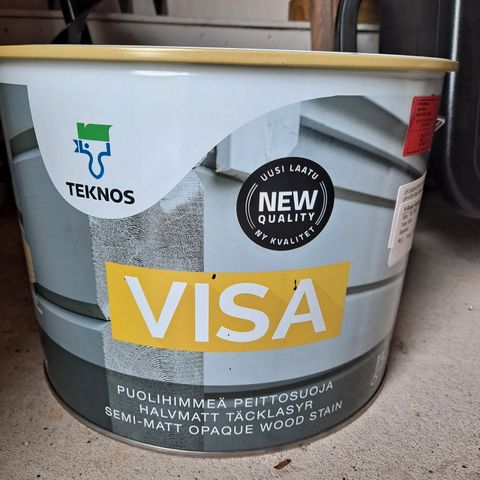 TEKNOS
UUSI LAATU
NEW
QUALITY
NY KVALITET
VISA
PUOLIHIMMEÄ PEITTOSUOJA
HALVMATT TÄCKLASYR
SEMI-MATT OPAQUE WOOD STAIN